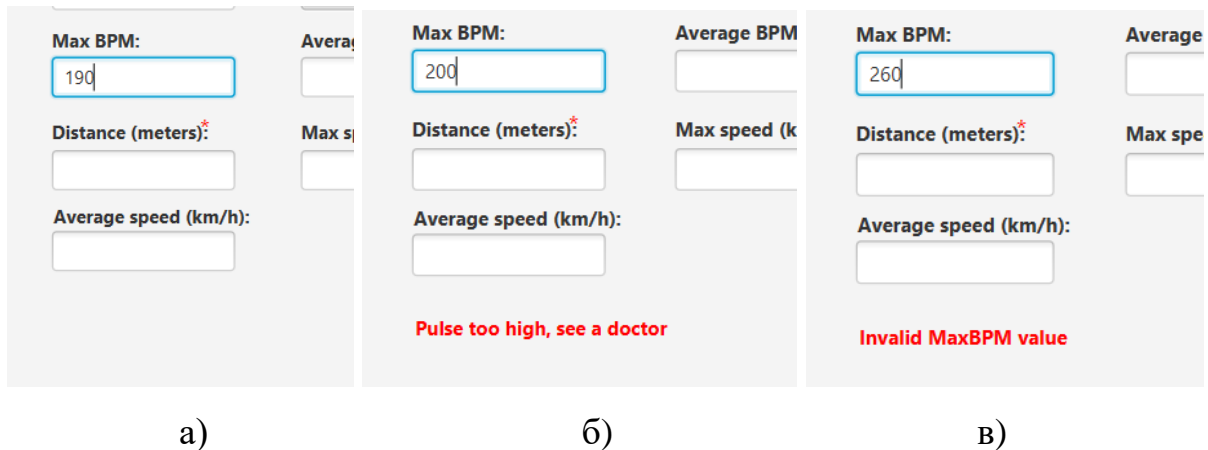 Max BPM:
Avera
190
Distance (meters):*
Max s
Average speed (km/h):
Max BPM:
Average BPM
200
Distance (meters):*
Max speed (k
Average speed (km/h):
Pulse too high, see a doctor
Max BPM:
Average
260
Distance (meters):*
Max spe
Average speed (km/h):
Invalid MaxBPM value
а)
б)
в)